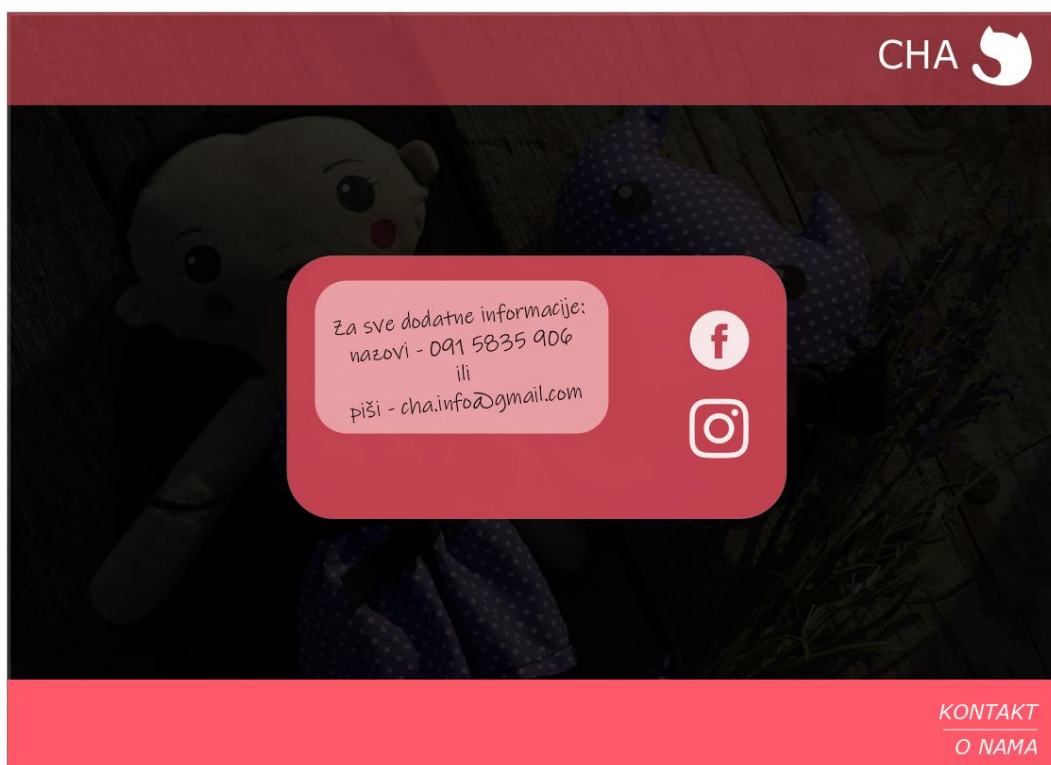 CHA
Za sve dodatne informacije:
nazovi - 091 5835 906
ili
piši - cha.info@gmail.com
KONTAKT
O NAMA